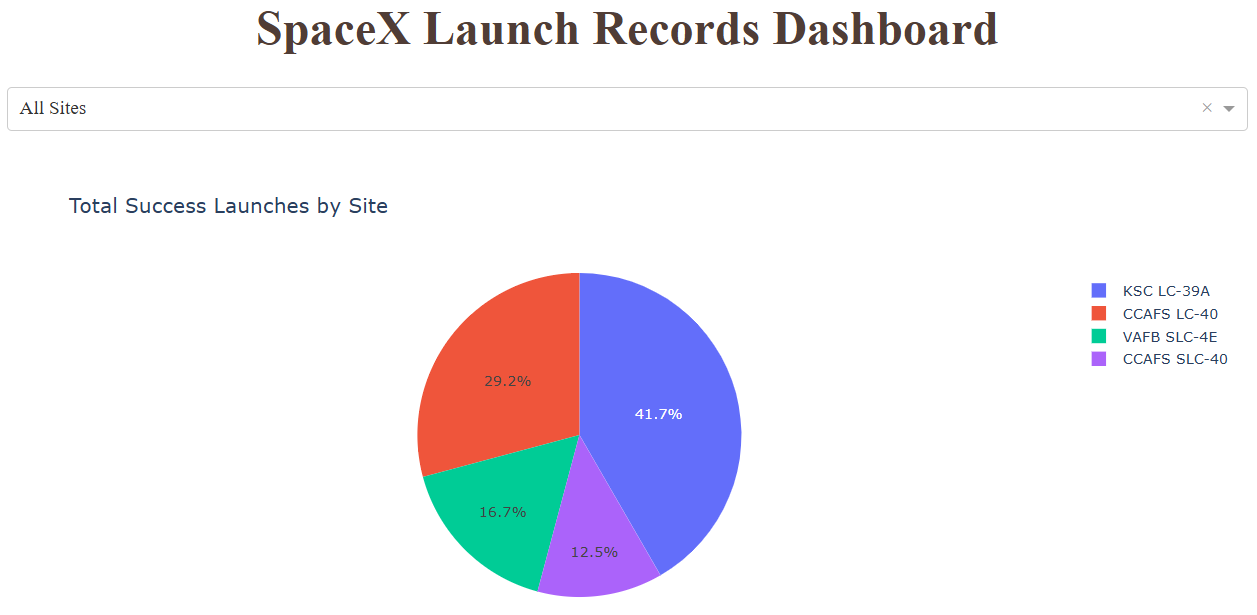 SpaceX Launch Records Dashboard
All Sites ×
Total Success Launches by Site
KSC LC-39A
CCAFS LC-40
VAFB SLC-4E
CCAFS SLC-40
29.2%
41.7%
16.7%
12.5%